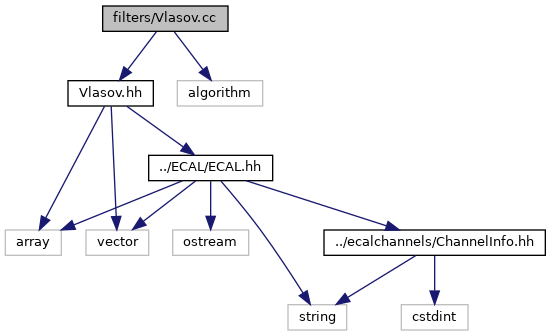 filters/Vlasov.cc
Vlasov.hh
algorithm
../ECAL/ECAL.hh
array
vector
ostream
../ecalchannels/ChannelInfo.hh
string
cstdint